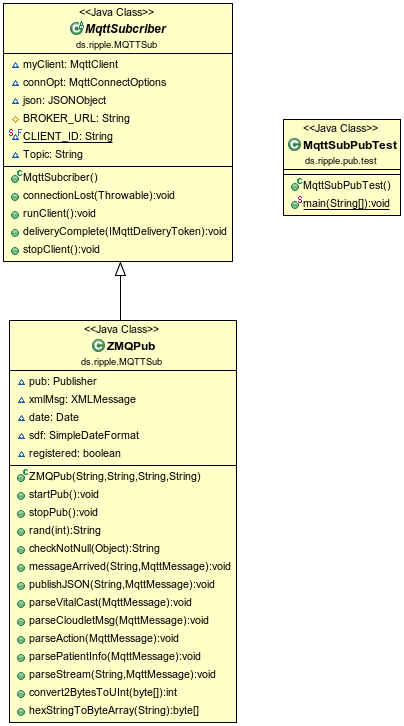 <<Java Class>>
MqttSubcriber
ds.ripple.MQTTSub
myClient: MqttClient
connOpt: MqttConnectOptions
json: JSONObject
BROKER_URL: String
CLIENT_ID: String
Topic: String
MqttSubcriber()
connectionLost(Throwable):void
runClient():void
deliveryComplete(IMqttDeliveryToken):void
stopClient():void
<<Java Class>>
MqttSubPubTest
ds.ripple.pub.test
MqttSubPubTest()
main(String[]):void
<<Java Class>>
ZMQPub
ds.ripple.MQTTSub
pub: Publisher
xmlMsg: XMLMessage
date: Date
sdf: SimpleDateFormat
registered: boolean
ZMQPub(String,String,String,String)
startPub():void
stopPub():void
rand(int):String
checkNotNull(Object):String
messageArrived(String,MqttMessage):void
publishJSON(String,MqttMessage):void
parseVitalCast(MqttMessage):void
parseCloudletMsg(MqttMessage):void
parseAction(MqttMessage):void
parsePatientInfo(MqttMessage):void
parseStream(String,MqttMessage):void
convert2BytesToUInt(byte[]):int
hexStringToByteArray(String):byte[]